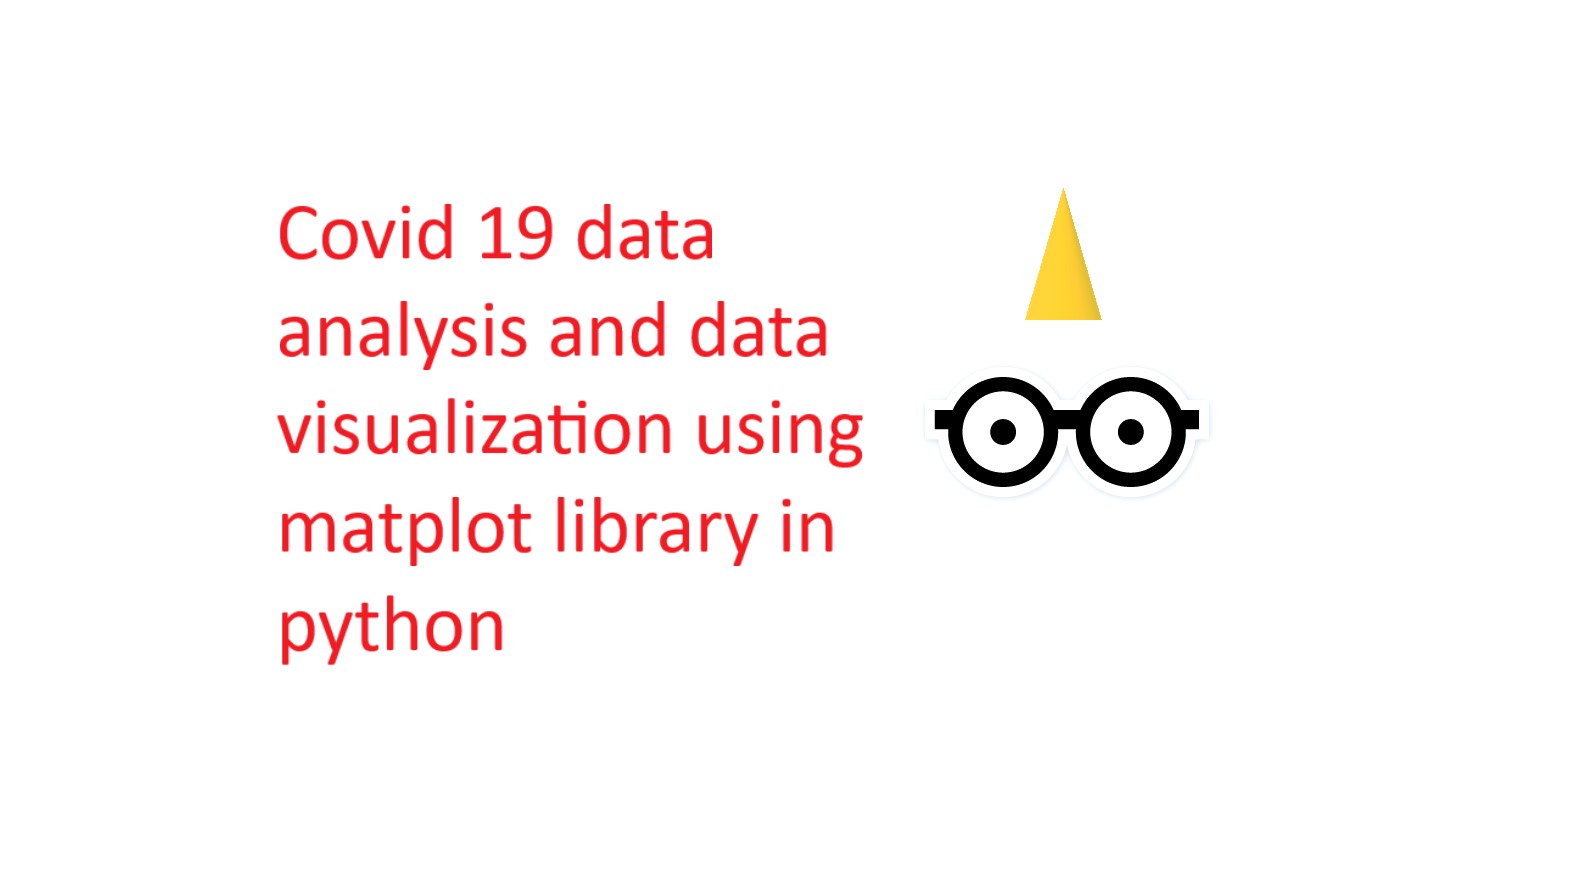 Covid 19 data
analysis and data
visualization using
matplot library in
python